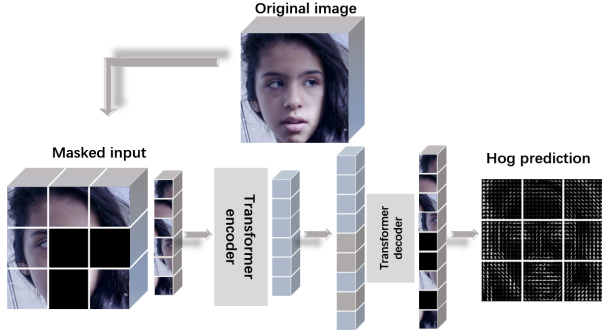 Original image
Masked input
Transformer
encoder
Transformer
decoder
Hog prediction